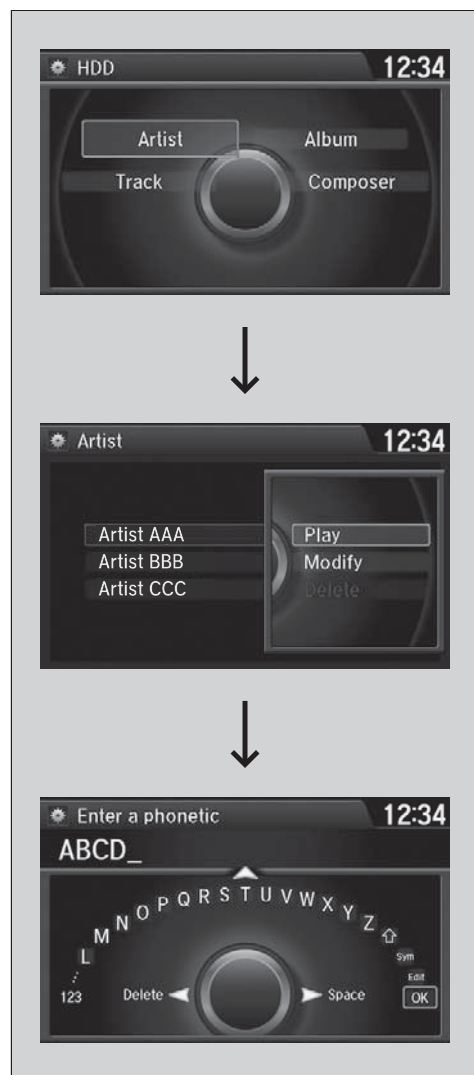 HDD 12:34
Artist Album
Track Composer
Artist 12:34
Artist AAA Play
Artist BBB Modify
Artist CCC Delete
Enter a phonetic 12:34
ABCD_
L M N O P Q R S T U V W X Y Z
Sym
Edit
123 Delete Space OK